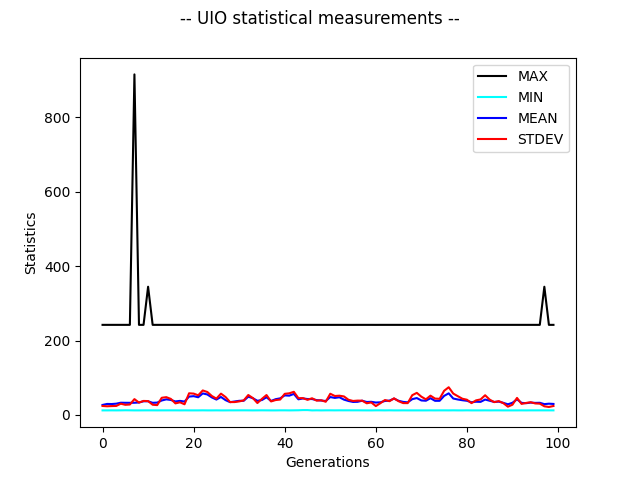 -- UIO statistical measurements --
MAX
MIN
MEAN
STDEV
Statistics
800
600
400
200
0
0 20 40 60 80 100
Generations